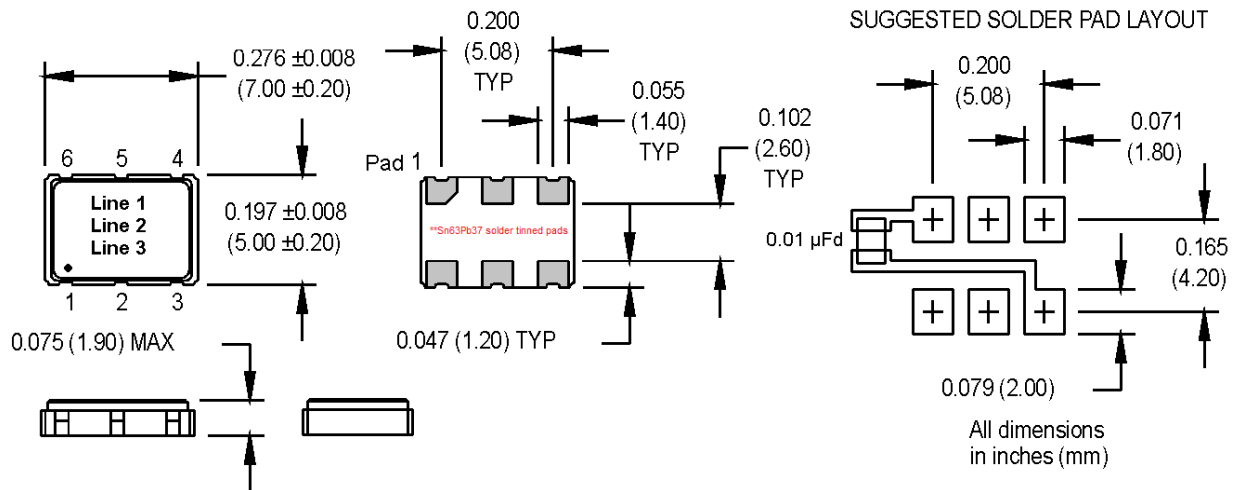 0.276 ±0.008
(7.00 ±0.20)
6 5 4
Line 1
Line 2
Line 3
1 2 3
0.197 ±0.008
(5.00 ±0.20)
0.075 (1.90) MAX
0.200
(5.08)
TYP
0.055
(1.40)
TYP
0.102
(2.60)
TYP
Pad 1
**Sn63Pb37 solder tinned pads
0.047 (1.20) TYP
SUGGESTED SOLDER PAD LAYOUT
0.200
(5.08)
0.071
(1.80)
0.01 µFd
0.165
(4.20)
0.079 (2.00)
All dimensions
in inches (mm)